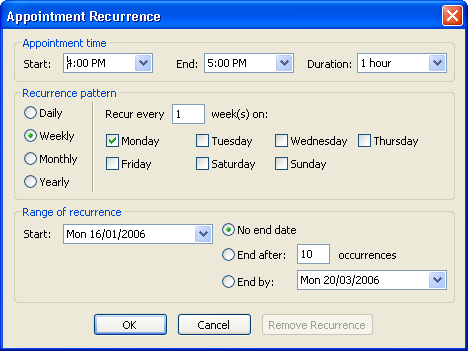 Appointment Recurrence
Appointment time
Start: 4:00 PM End: 5:00 PM Duration: 1 hour
Recurrence pattern
Daily Recur every 1 week(s) on:
Weekly Monday Tuesday Wednesday Thursday
Monthly Friday Saturday Sunday
Yearly
Range of recurrence
Start: Mon 16/01/2006 No end date
End after: 10 occurrences
End by: Mon 20/03/2006
OK Cancel Remove Recurrence